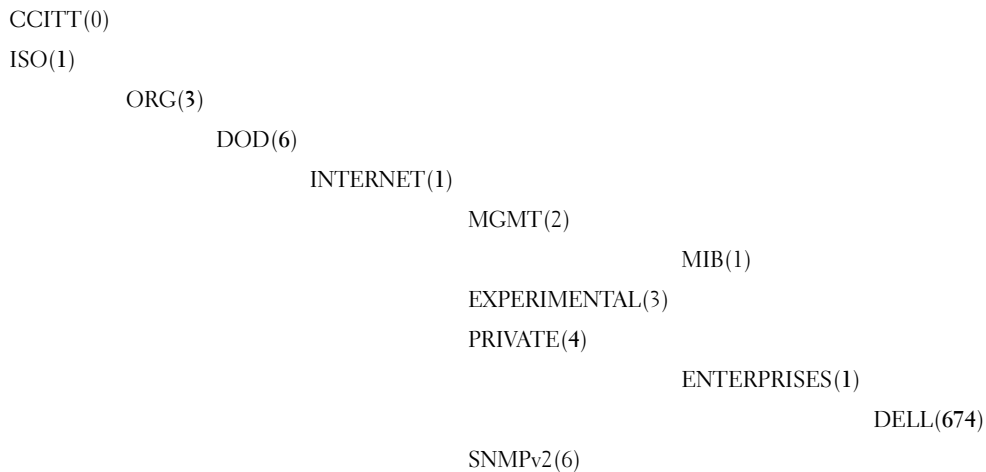 CCITT(0)
ISO(1)
ORG(3)
DOD(6)
INTERNET(1)
MGMT(2)
MIB(1)
EXPERIMENTAL(3)
PRIVATE(4)
ENTERPRISES(1)
DELL(674)
SNMPv2(6)